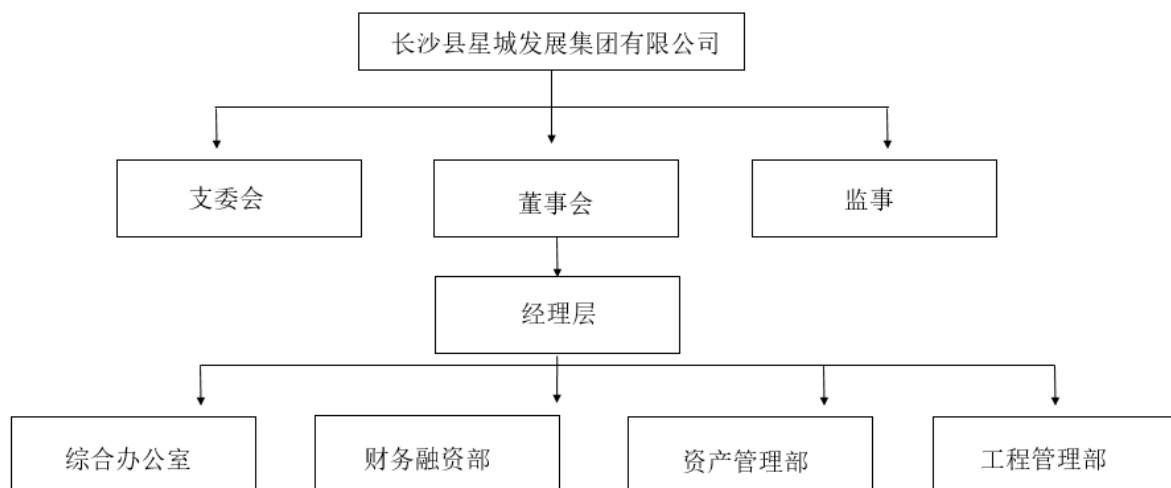 长沙县星城发展集团有限公司
支委会
董事会
监事
经理层
综合办公室
财务融资部
资产管理部
工程管理部